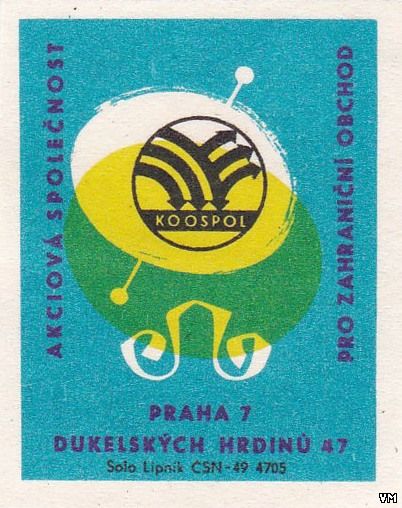 AKCIOVÁ SPOLEČNOST
PRO ZAHRANIČNÍ OBCHOD
KOOSPOL
PRAHA 7
DUKELSKÝCH HRDINŮ 47
Solo Lipník ČSN-49 4705
VM